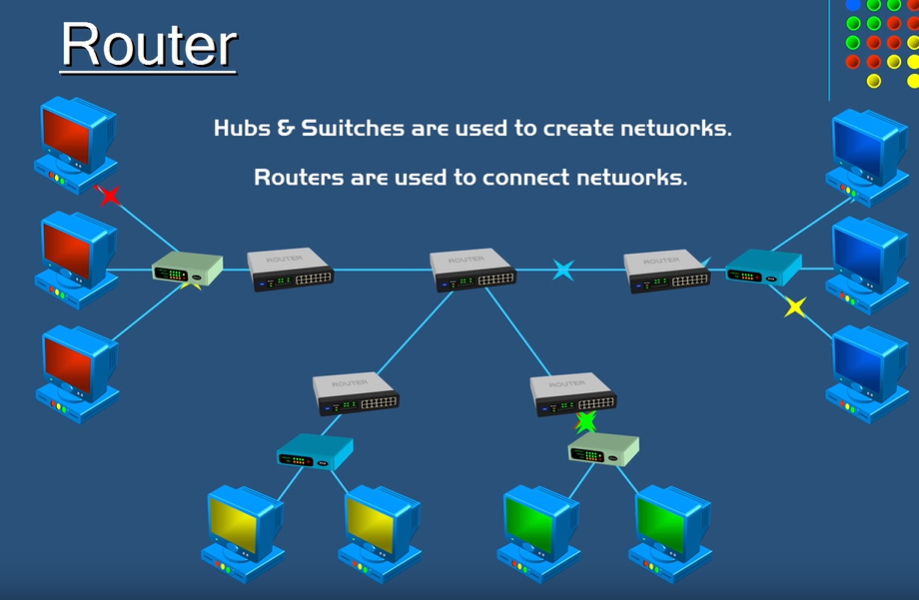 Router
Hubs & Switches are used to create networks.
Routers are used to connect networks.
ROUTER
ROUTER
ROUTER
ROUTER
ROUTER